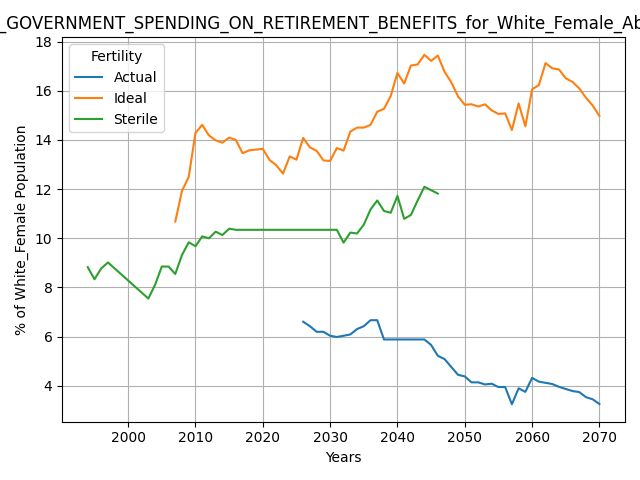 _GOVERNMENT_SPENDING_ON_RETIREMENT_BENEFITS_for_White_Female_Ab
18
16
14
12
10
8
6
4
% of White_Female Population
Fertility
Actual
Ideal
Sterile
2000 2010 2020 2030 2040 2050 2060 2070
Years